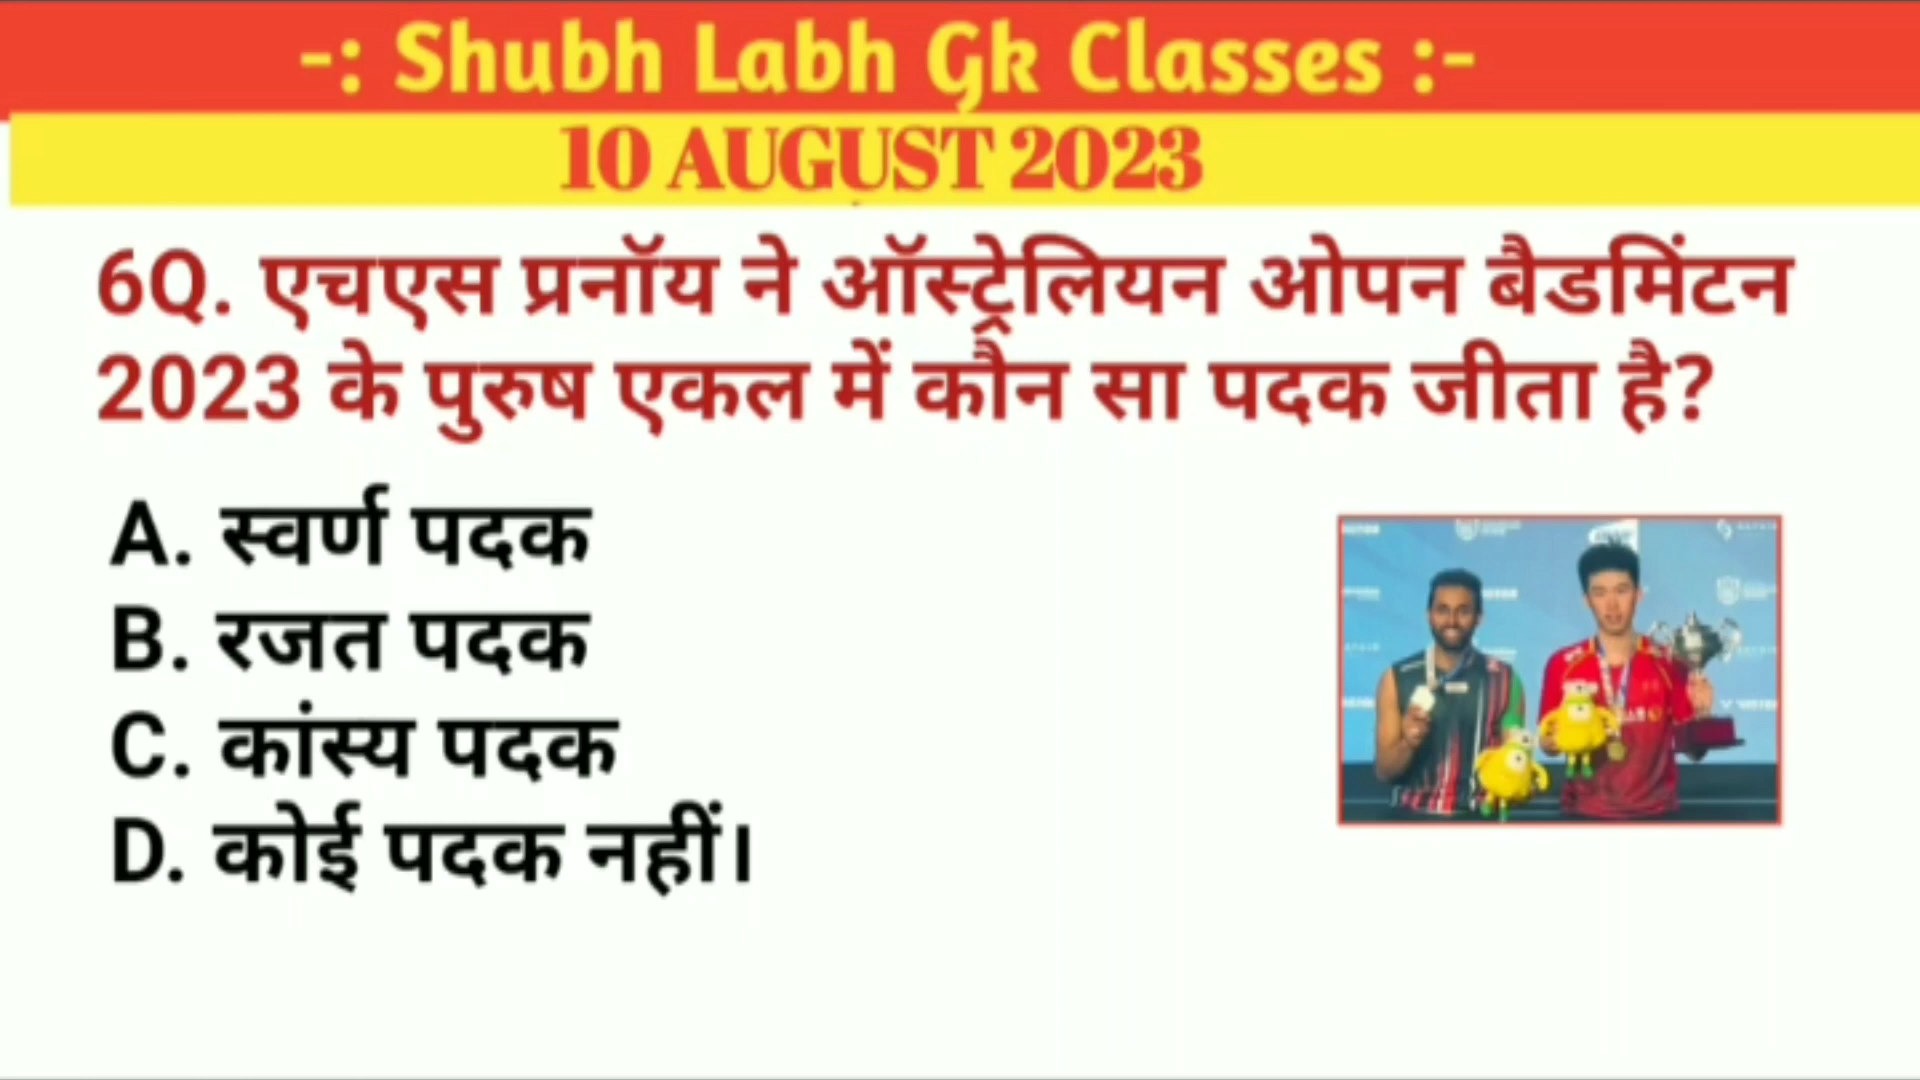 -: Shubh Labh Gk Classes :-
10 AUGUST 2023
6Q. एचएस प्रनॉय ने ऑस्ट्रेलियन ओपन बैडमिंटन
2023 के पुरुष एकल में कौन सा पदक जीता है?
A. स्वर्ण पदक
B. रजत पदक
C. कांस्य पदक
D. कोई पदक नहीं।